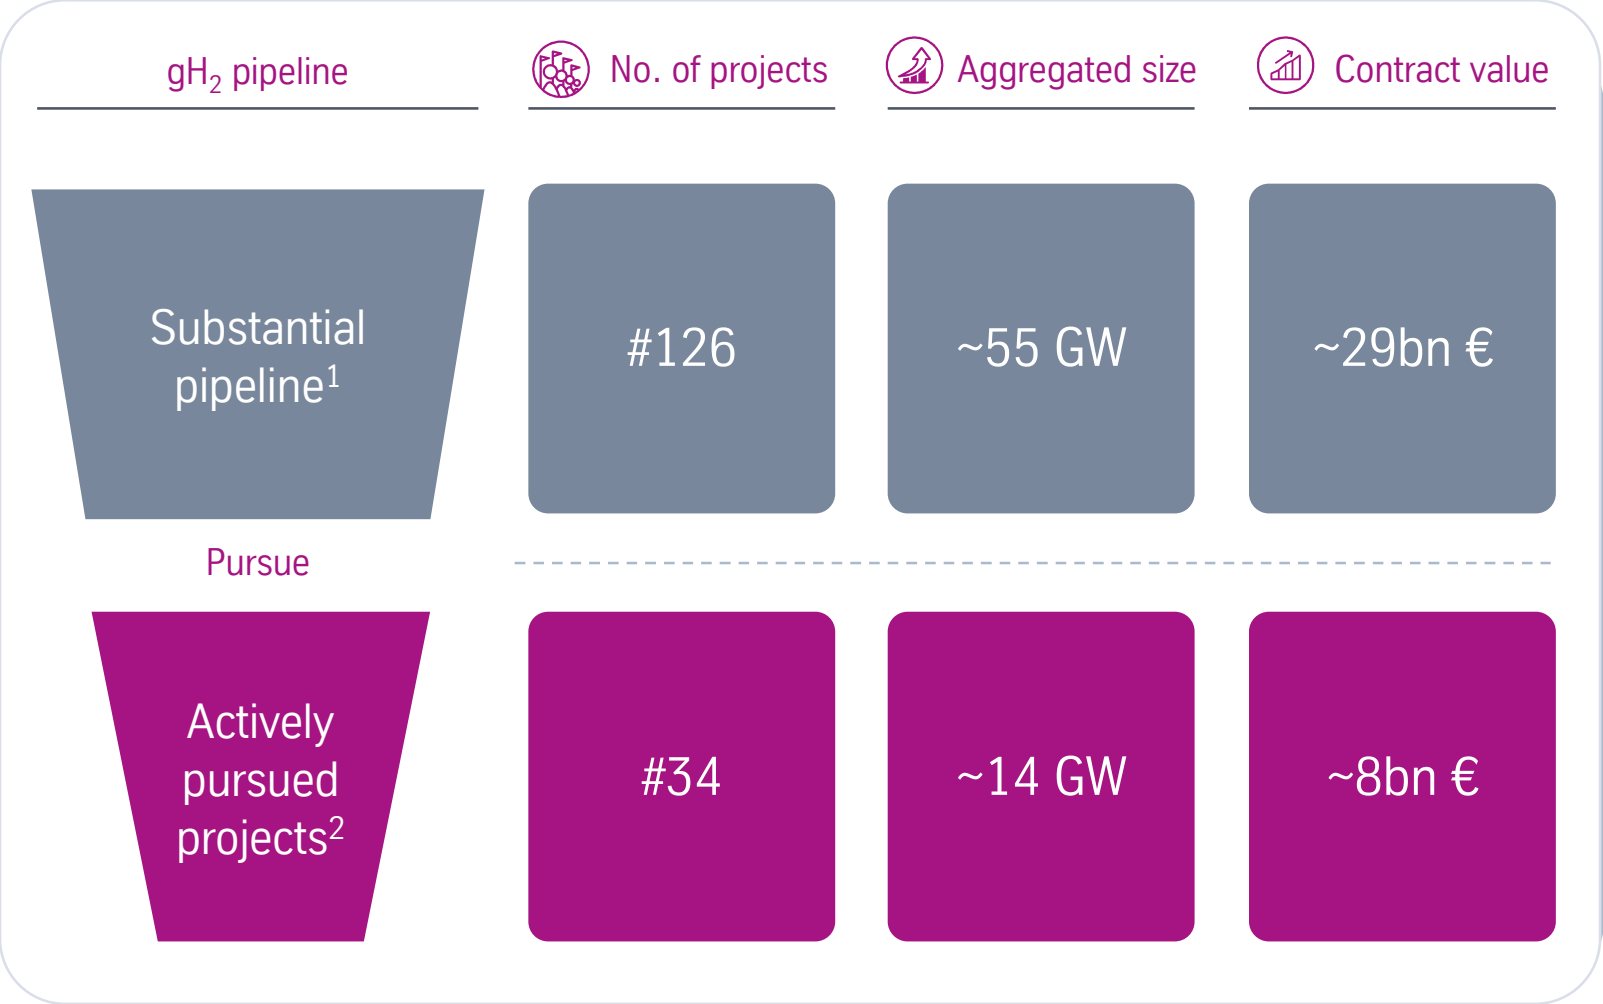 gH₂ pipeline
No. of projects
Aggregated size
Contract value
Substantial
pipeline¹
#126
~55 GW
~29bn €
Pursue
Actively
pursued
projects²
#34
~14 GW
~8bn €